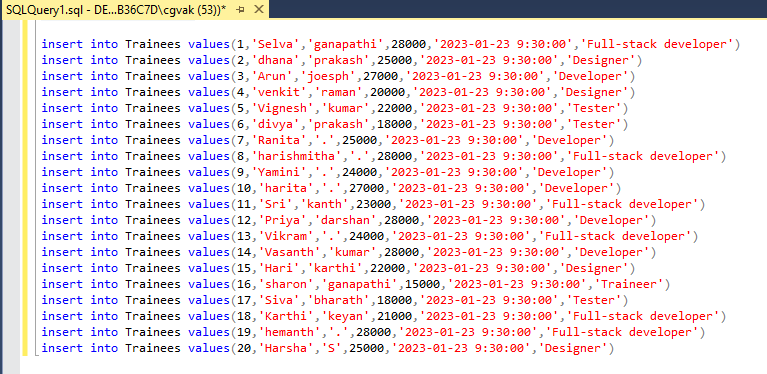 SQLQuery1.sql - DE...B36C7D\cgvak (53))*
insert into Trainees values(1,'Selva','ganapathi',28000,'2023-01-23 9:30:00','Full-stack developer')
insert into Trainees values(2,'dhana','prakash',25000,'2023-01-23 9:30:00','Designer')
insert into Trainees values(3,'Arun','joesph',27000,'2023-01-23 9:30:00','Developer')
insert into Trainees values(4,'venkit','raman',20000,'2023-01-23 9:30:00','Designer')
insert into Trainees values(5,'Vignesh','kumar',22000,'2023-01-23 9:30:00','Tester')
insert into Trainees values(6,'divya','prakash',18000,'2023-01-23 9:30:00','Tester')
insert into Trainees values(7,'Ranita','.',25000,'2023-01-23 9:30:00','Developer')
insert into Trainees values(8,'harishmitha','.',28000,'2023-01-23 9:30:00','Full-stack developer')
insert into Trainees values(9,'Yamini','.',24000,'2023-01-23 9:30:00','Developer')
insert into Trainees values(10,'harita','.',27000,'2023-01-23 9:30:00','Developer')
insert into Trainees values(11,'Sri','kanth',23000,'2023-01-23 9:30:00','Full-stack developer')
insert into Trainees values(12,'Priya','darshan',28000,'2023-01-23 9:30:00','Developer')
insert into Trainees values(13,'Vikram','.',24000,'2023-01-23 9:30:00','Full-stack developer')
insert into Trainees values(14,'Vasanth','kumar',28000,'2023-01-23 9:30:00','Developer')
insert into Trainees values(15,'Hari','karthi',22000,'2023-01-23 9:30:00','Designer')
insert into Trainees values(16,'sharon','ganapathi',15000,'2023-01-23 9:30:00','Traineer')
insert into Trainees values(17,'Siva','bharath',18000,'2023-01-23 9:30:00','Tester')
insert into Trainees values(18,'Karthi','keyan',21000,'2023-01-23 9:30:00','Full-stack developer')
insert into Trainees values(19,'hemanth','.',28000,'2023-01-23 9:30:00','Full-stack developer')
insert into Trainees values(20,'Harsha','S',25000,'2023-01-23 9:30:00','Designer')